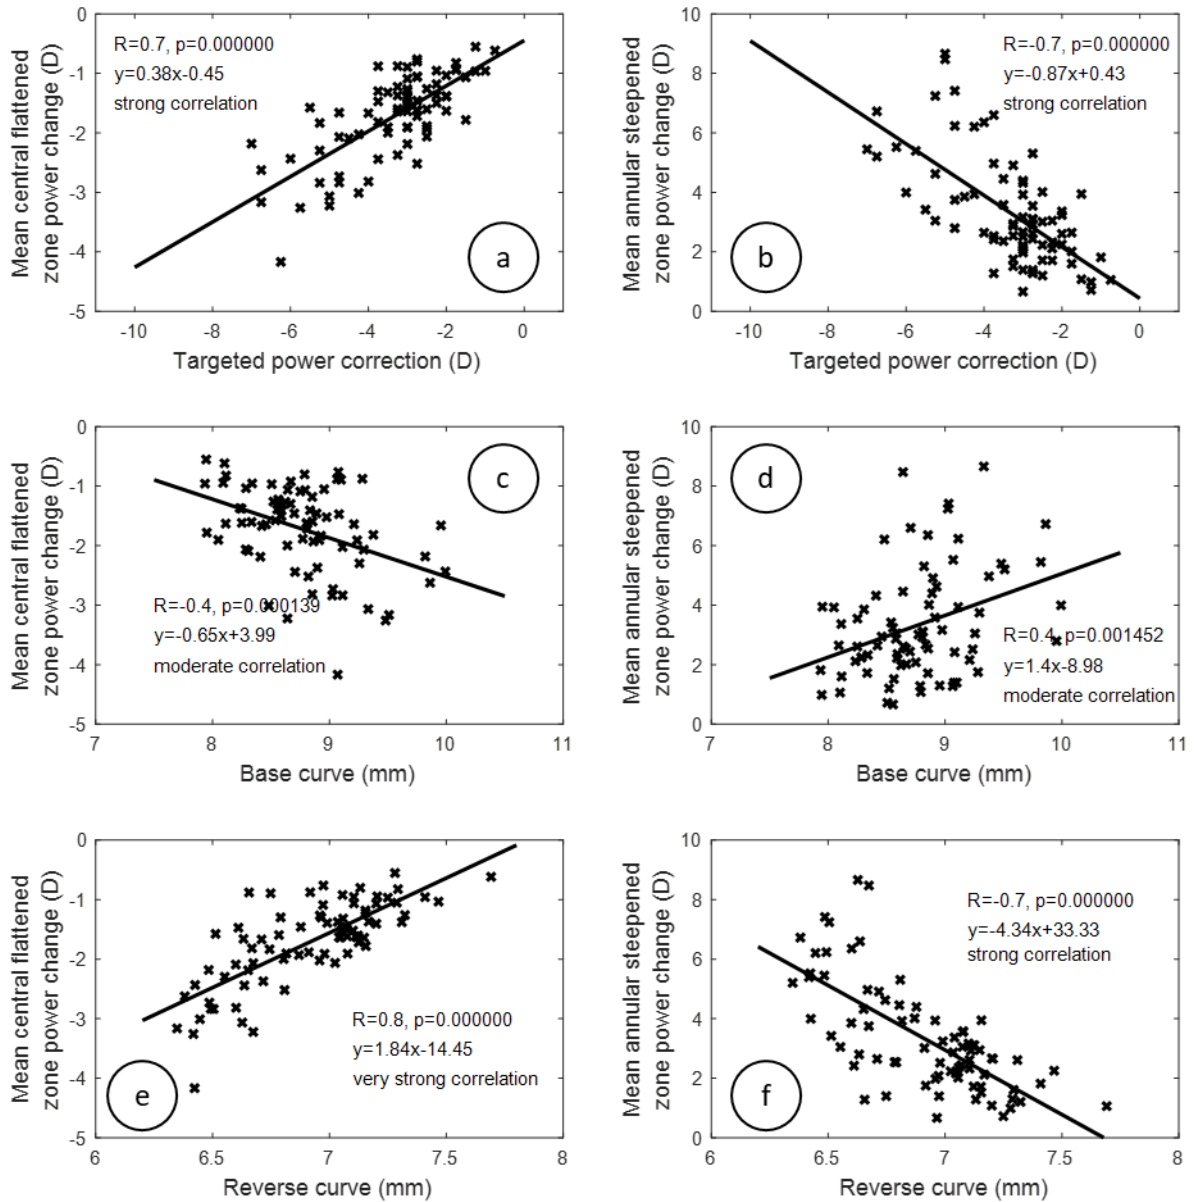 Mean central flattened
zone power change (D)
0
-1
-2
-3
-4
-5
R=0.7, p=0.000000
y=0.38x-0.45
strong correlation
a
-10
-8
-6
-4
-2
0
Targeted power correction (D)
Mean annular steepened
zone power change (D)
10
8
6
4
2
0
R=-0.7, p=0.000000
y=-0.87x+0.43
strong correlation
b
-10
-8
-6
-4
-2
0
Targeted power correction (D)
Mean central flattened
zone power change (D)
0
-1
-2
-3
-4
-5
c
R=-0.4, p=0.000139
y=-0.65x+3.99
moderate correlation
7
8
9
10
11
Base curve (mm)
Mean annular steepened
zone power change (D)
10
8
6
4
2
0
d
R=0.4, p=0.001452
y=1.4x-8.98
moderate correlation
7
8
9
10
11
Base curve (mm)
Mean central flattened
zone power change (D)
0
-1
-2
-3
-4
-5
R=0.8, p=0.000000
y=1.84x-14.45
very strong correlation
e
6
6.5
7
7.5
8
Reverse curve (mm)
Mean annular steepened
zone power change (D)
10
8
6
4
2
0
R=-0.7, p=0.000000
y=-4.34x+33.33
strong correlation
f
6
6.5
7
7.5
8
Reverse curve (mm)